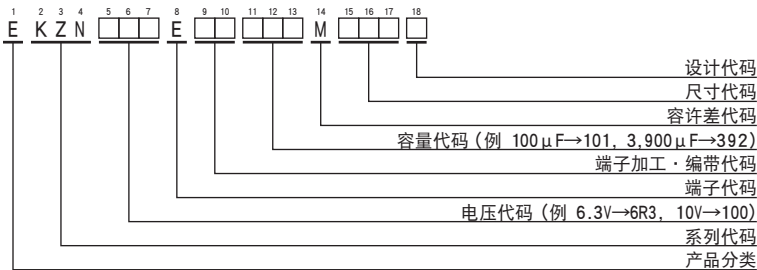 1 2 3 4 5 6 7 8 9 10 11 12 13 14 15 16 17 18
E KZN □□□ E □□ □□□ M □□□ □
设计代码
尺寸代码
容许差代码
容量代码 (例 100μF→101, 3,900μF→392)
端子加工・编带代码
端子代码
电压代码 (例 6.3V→6R3, 10V→100)
系列代码
产品分类